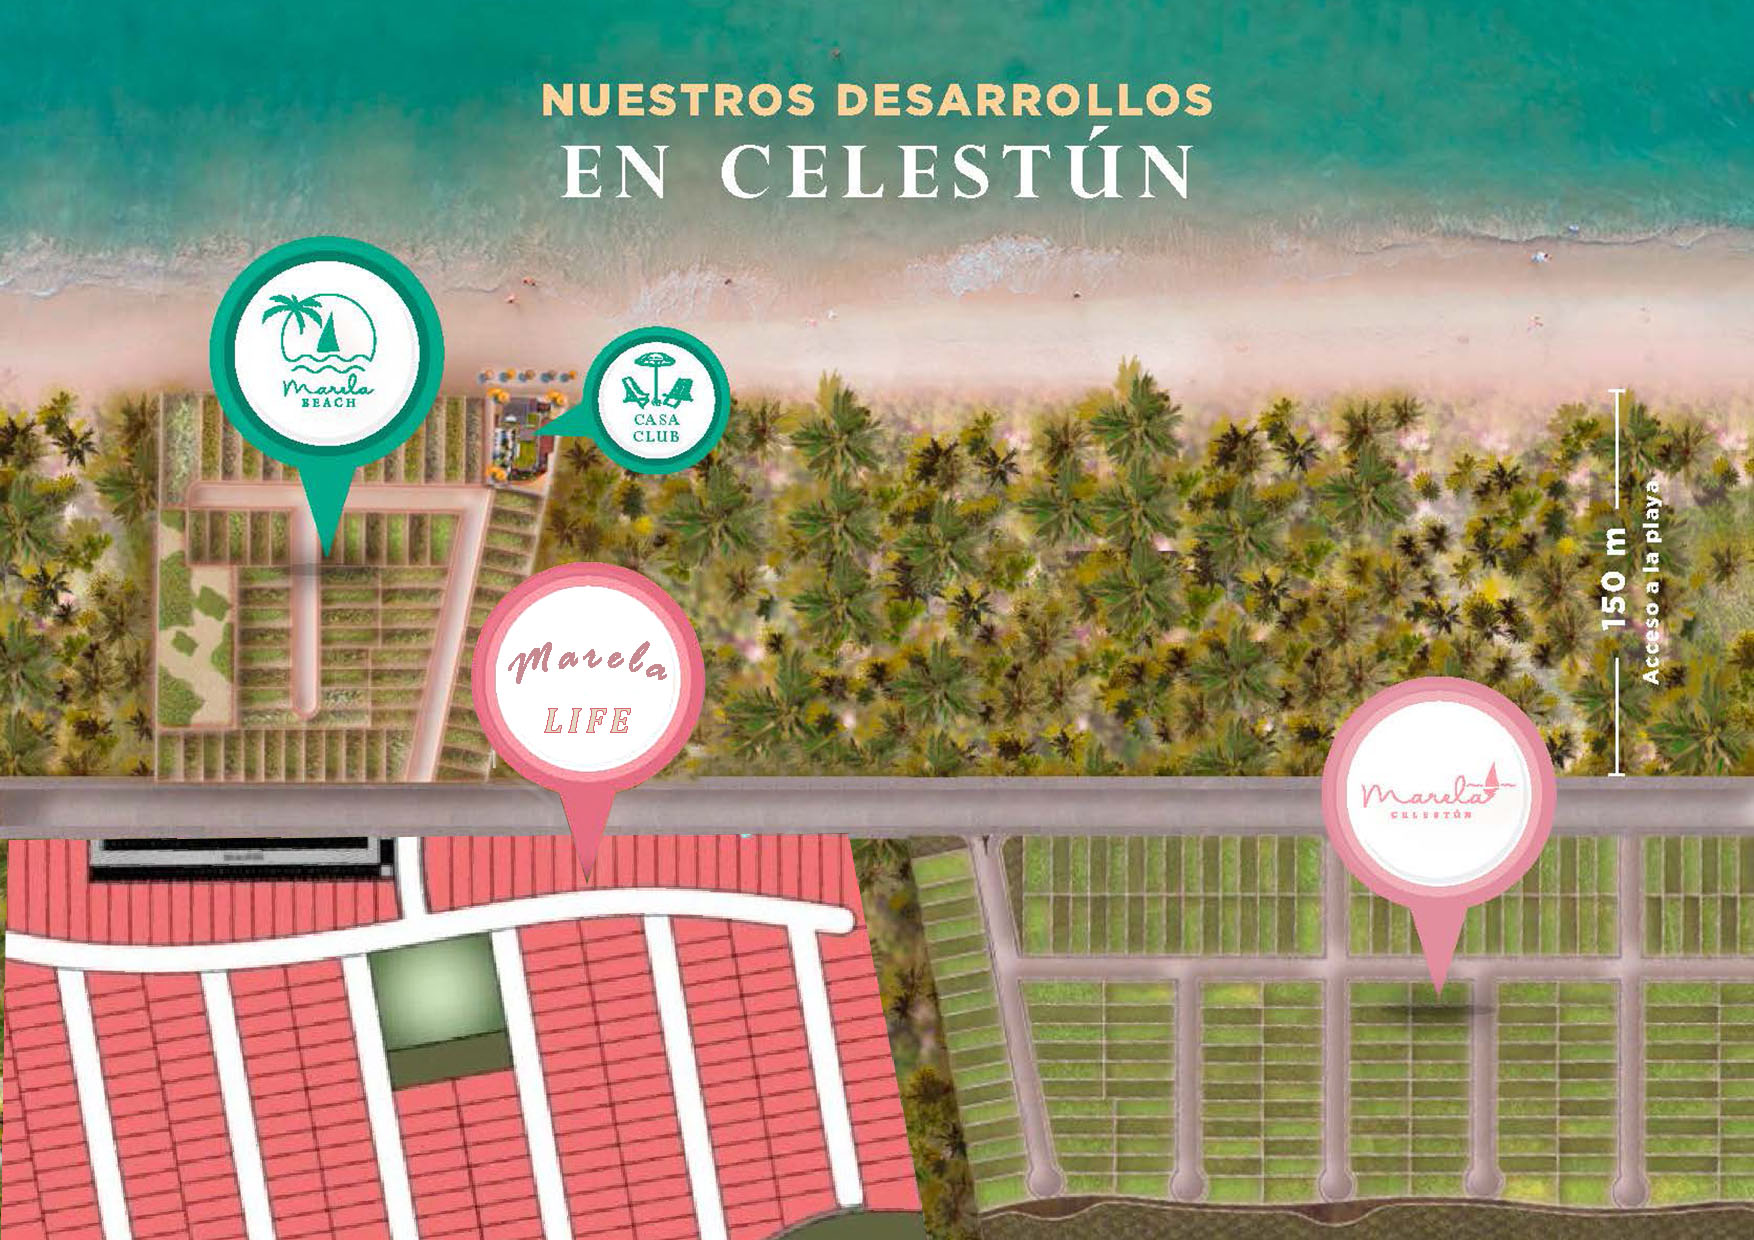 NUESTROS DESARROLLOS
EN CELESTÚN
Marela
BEACH
CASA
CLUB
Marela
LIFE
Marela
CELESTÚN
150 m
Acceso a la playa